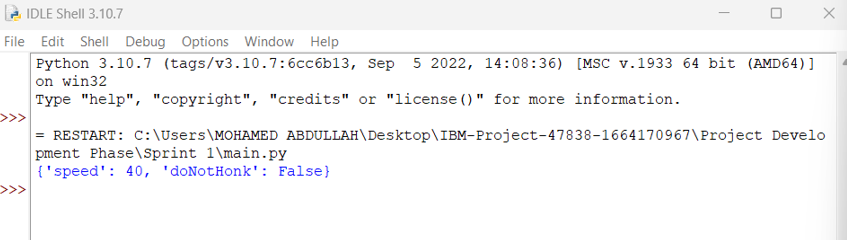 IDLE Shell 3.10.7
File Edit Shell Debug Options Window Help
Python 3.10.7 (tags/v3.10.7:6cc6b13, Sep  5 2022, 14:08:36) [MSC v.1933 64 bit (AMD64)]
on win32
Type "help", "copyright", "credits" or "license()" for more information.
>>>
= RESTART: C:\Users\MOHAMED ABDULLAH\Desktop\IBM-Project-47838-1664170967\Project Develo
pment Phase\Sprint 1\main.py
{'speed': 40, 'doNotHonk': False}
>>>